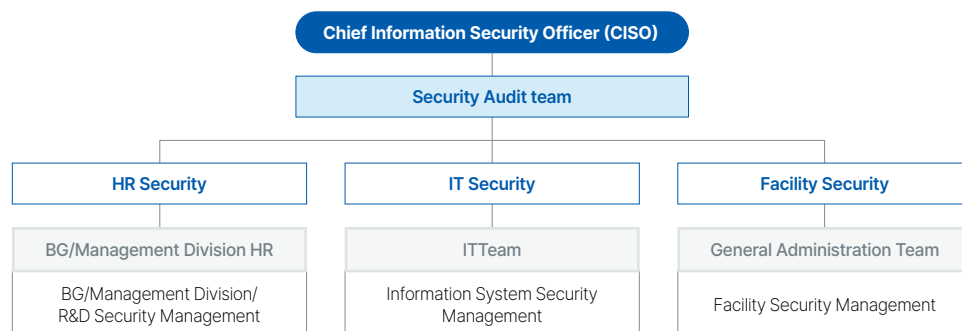 Chief Information Security Officer (CISO)
Security Audit team
HR Security
IT Security
Facility Security
BG/Management Division HR
ITTeam
General Administration Team
BG/Management Division/
R&D Security Management
Information System Security
Management
Facility Security Management